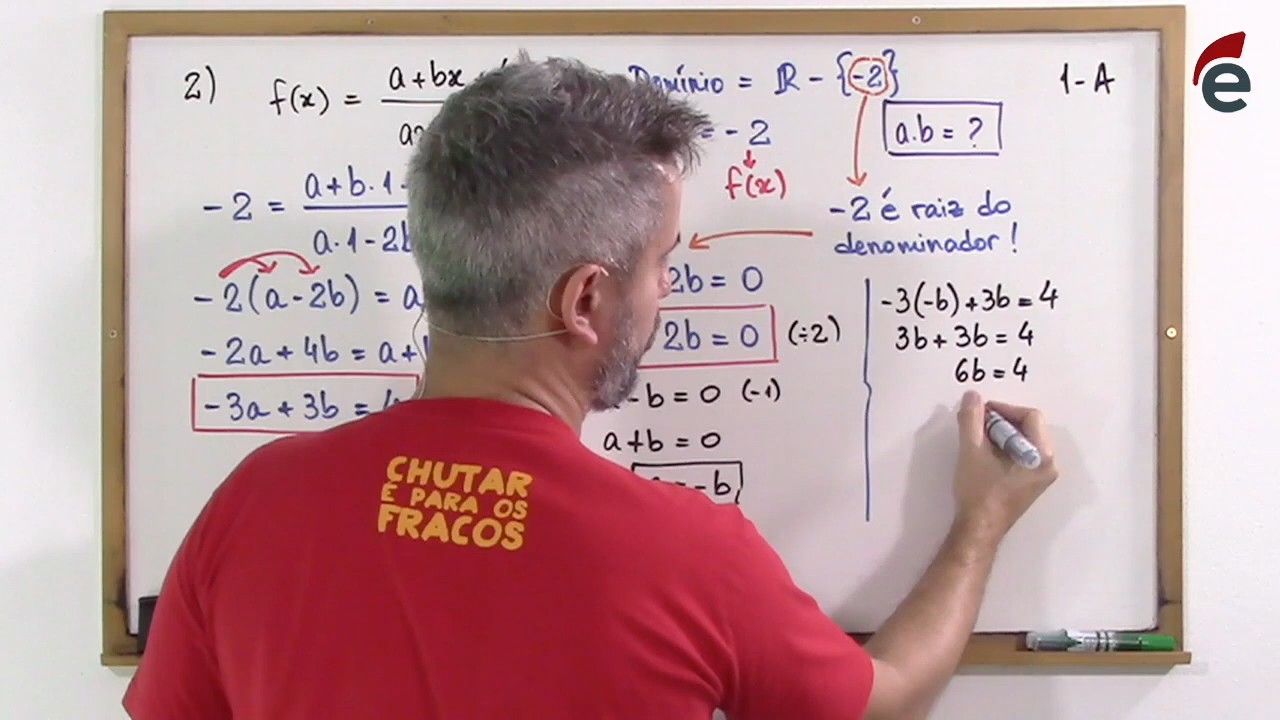 2) f(x) = a+bx Domínio = ℝ - {-2} 1-A
= -2 a.b = ?
f(x)
-2 = a+b.1
a.1-2b
-2 é raiz do
denominador!
-2(a-2b) = a
2b = 0
-2a+4b = a+
2b = 0 (÷2)
-3a+3b =
-b = 0 (-1)
a+b = 0
= -b
-3(-b)+3b = 4
3b+3b = 4
6b = 4
CHUTAR
É PARA OS
FRACOS
e